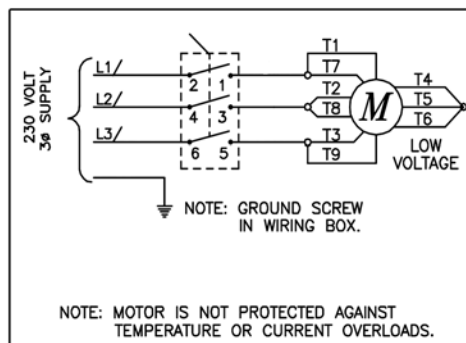 230 VOLT
3ø SUPPLY
L1/
L2/
L3/
2 1
4 3
6 5
T1
T7
T2
T8
T3
T9
M
T4
T5
T6
LOW
VOLTAGE
NOTE: GROUND SCREW
IN WIRING BOX.
NOTE: MOTOR IS NOT PROTECTED AGAINST
TEMPERATURE OR CURRENT OVERLOADS.